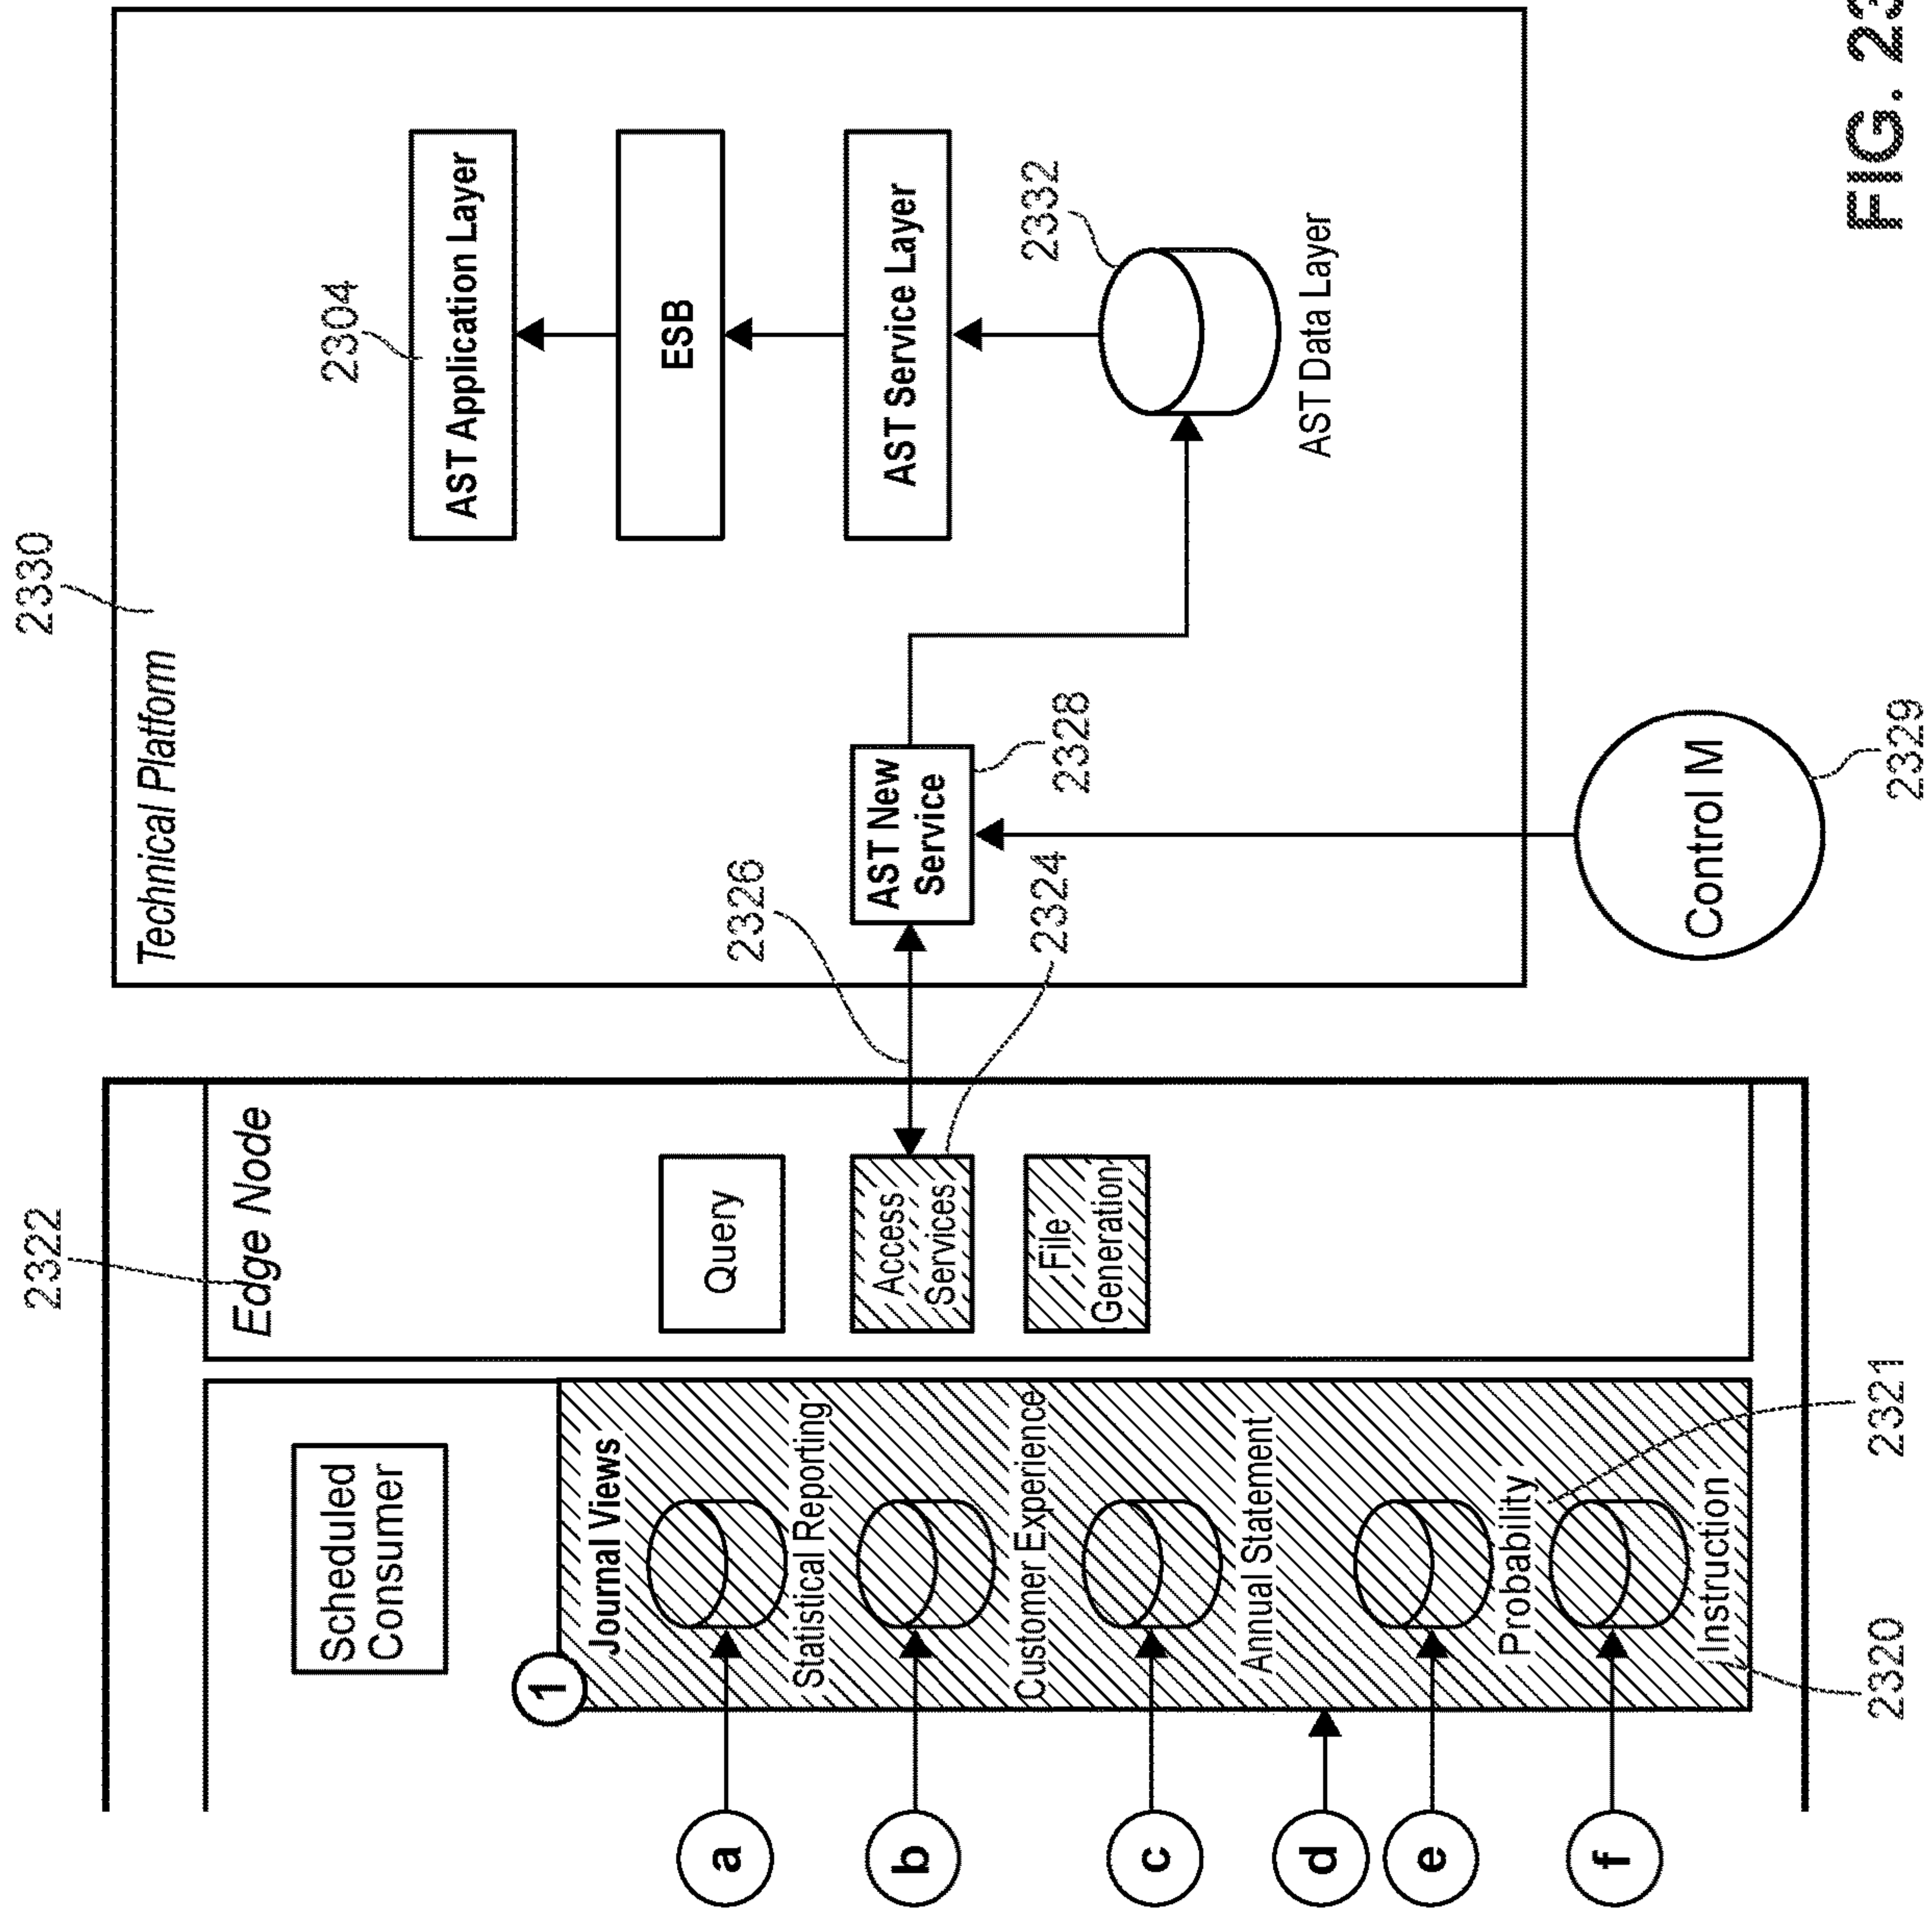 2322
2330
Technical Platform
Edge Node
Scheduled
Consumer
2304
AST Application Layer
1
Journal Views
ESB
a
Query
2326
Statistical Reporting
b
Access
Services
AST New
Service
AST Service Layer
2324
2328
2332
Customer Experience
c
File
Generation
Annual Statement
AST Data Layer
d
e
Probability
f
Instruction
Control M
2320
2321
2329
FIG. 23